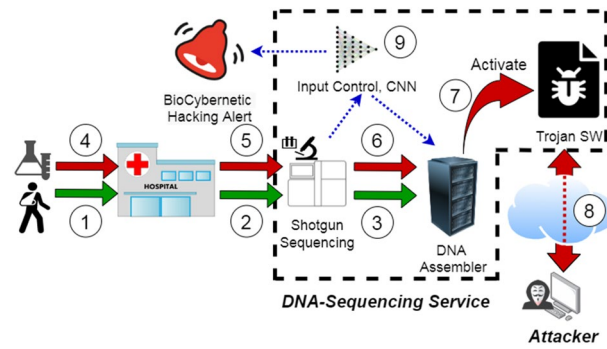 9
Input Control, CNN
BioCybernetic
Hacking Alert
7
Activate
Trojan SW
4
5
6
HOSPITAL
1
2
3
Shotgun
Sequencing
DNA
Assembler
8
DNA-Sequencing Service
Attacker